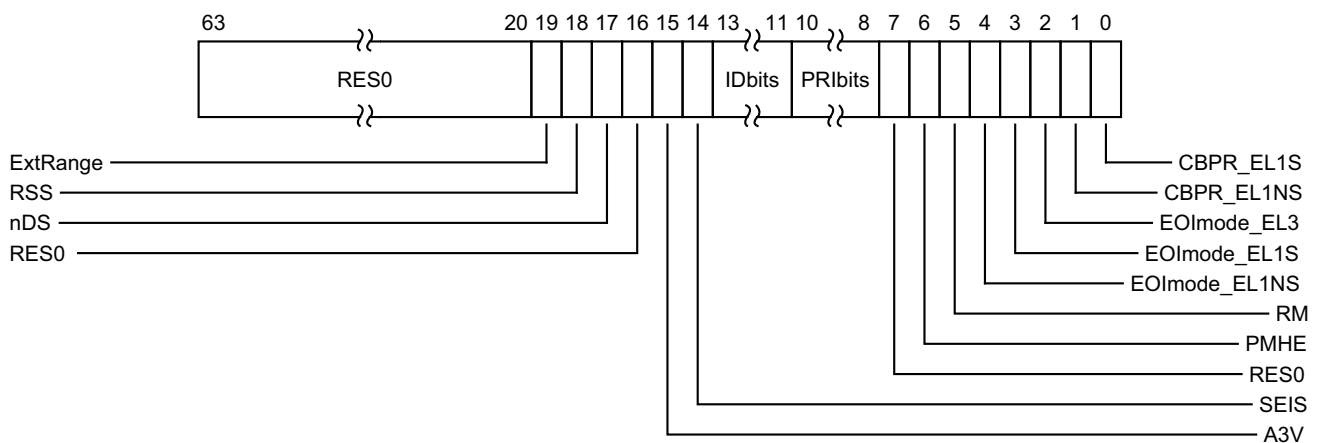 63 20 19 18 17 16 15 14 13 11 10 8 7 6 5 4 3 2 1 0
RES0 IDbits PRIbits
ExtRange CBPR_EL1S
RSS CBPR_EL1NS
nDS EOImode_EL3
RES0 EOImode_EL1S
EOImode_EL1NS
RM
PMHE
RES0
SEIS
A3V